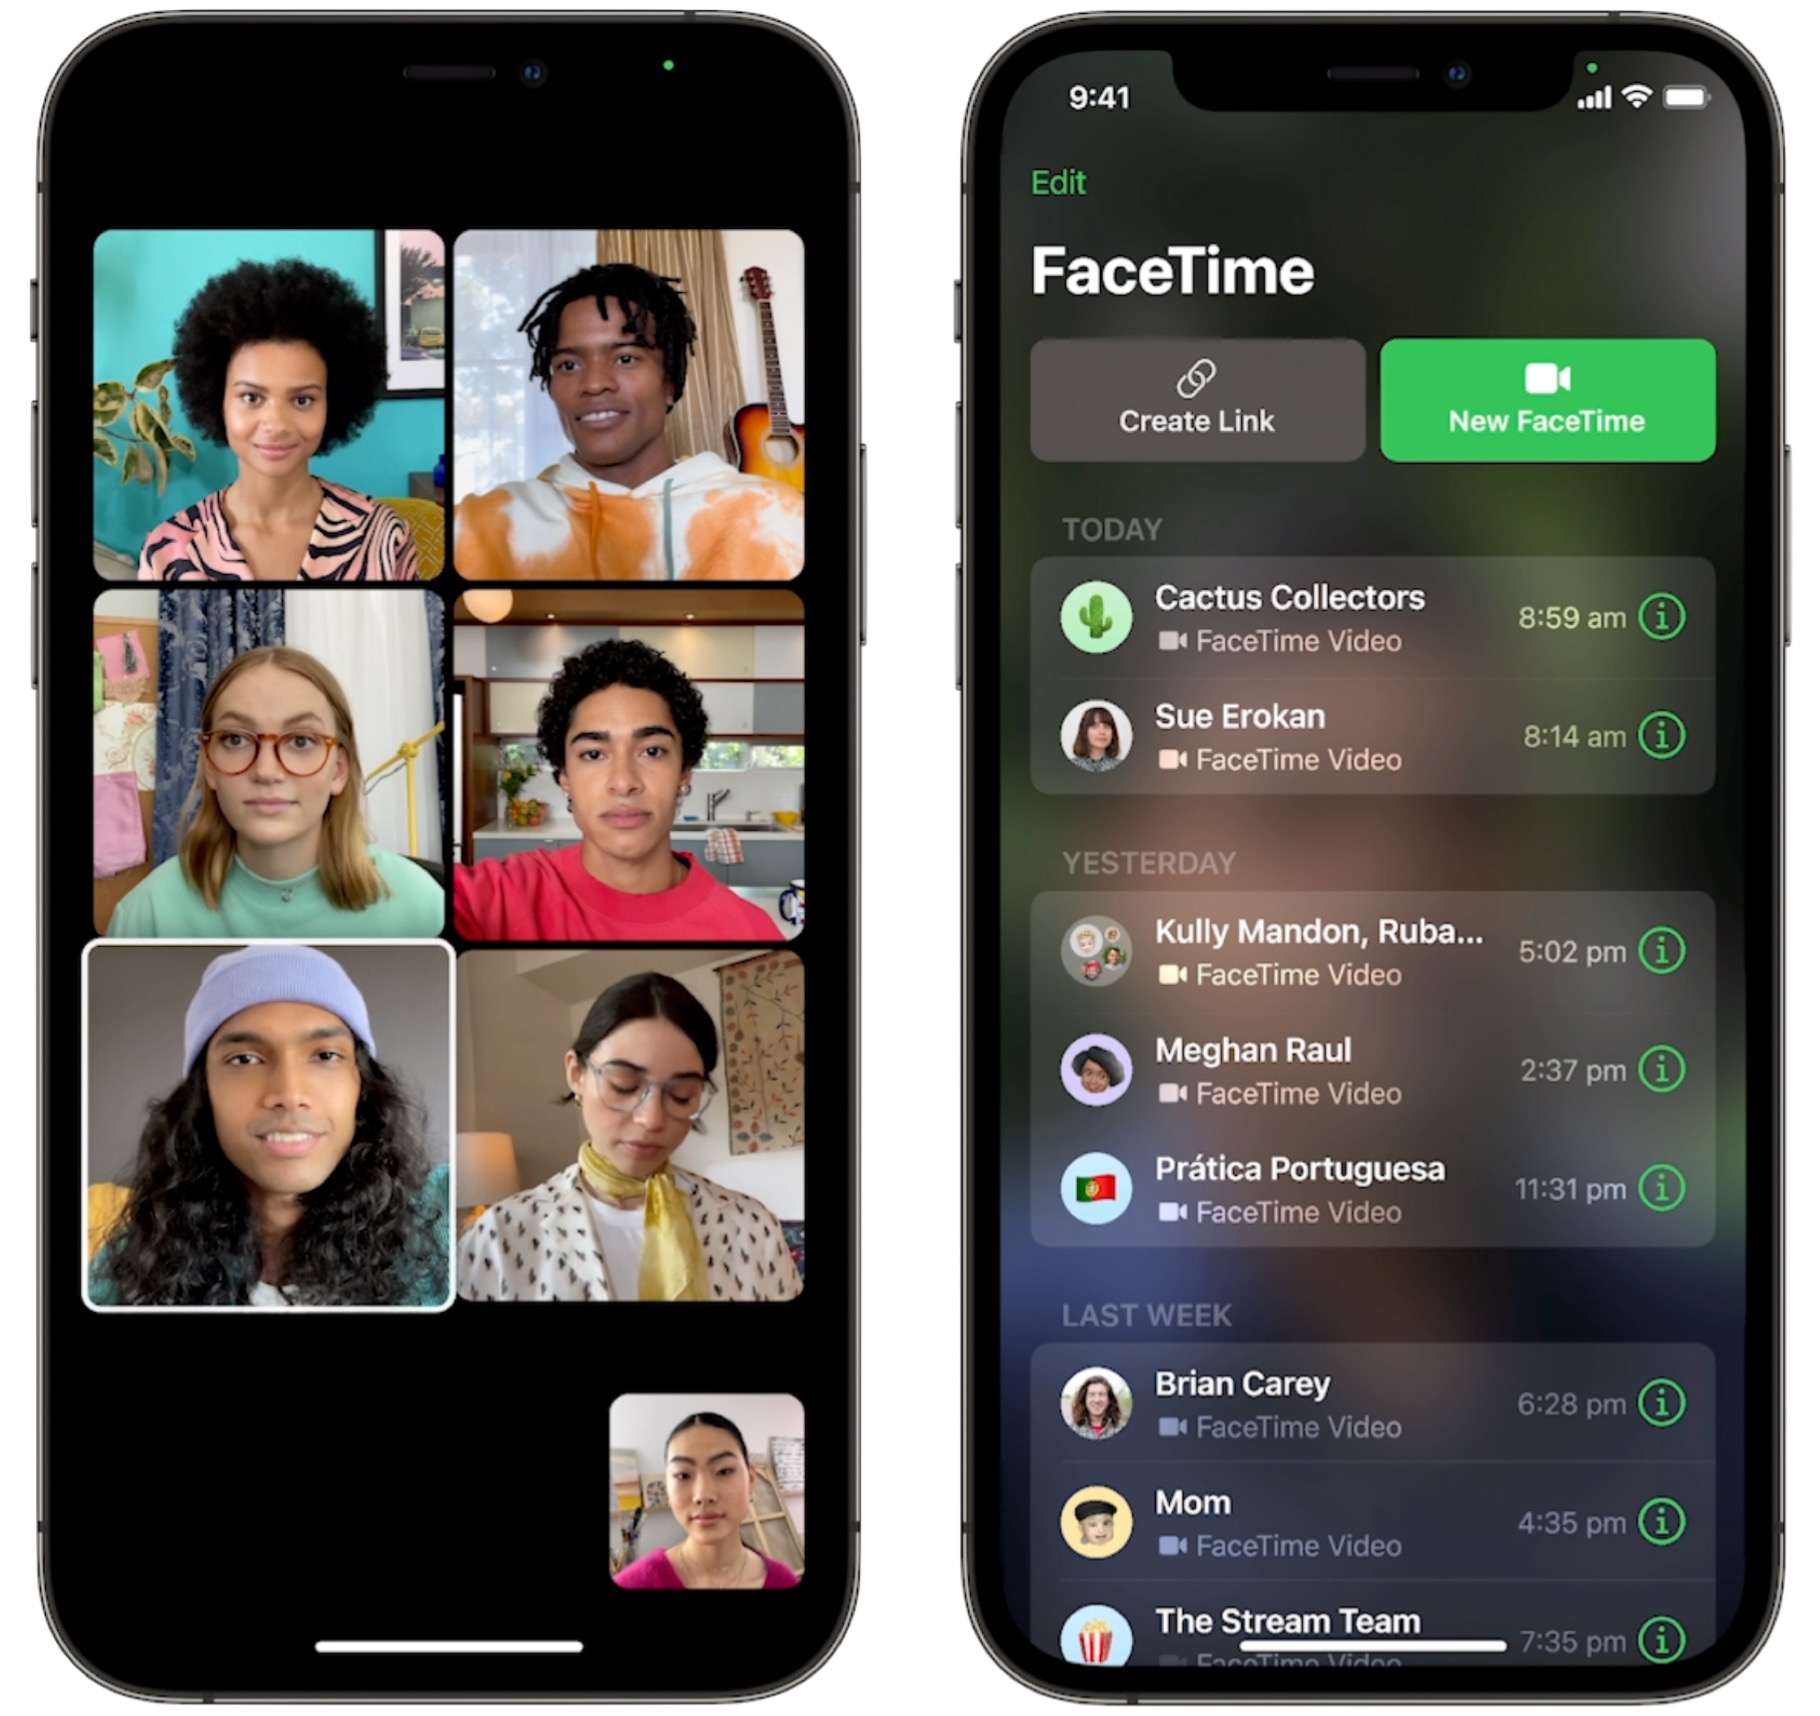 9:41
Edit
FaceTime
Create Link
New FaceTime
TODAY
Cactus Collectors
FaceTime Video
8:59 am
Sue Erokan
FaceTime Video
8:14 am
YESTERDAY
Kully Mandon, Ruba...
FaceTime Video
5:02 pm
Meghan Raul
FaceTime Video
2:37 pm
Prática Portuguesa
FaceTime Video
11:31 pm
LAST WEEK
Brian Carey
FaceTime Video
6:28 pm
Mom
FaceTime Video
4:35 pm
The Stream Team
FaceTime Video
7:35 pm